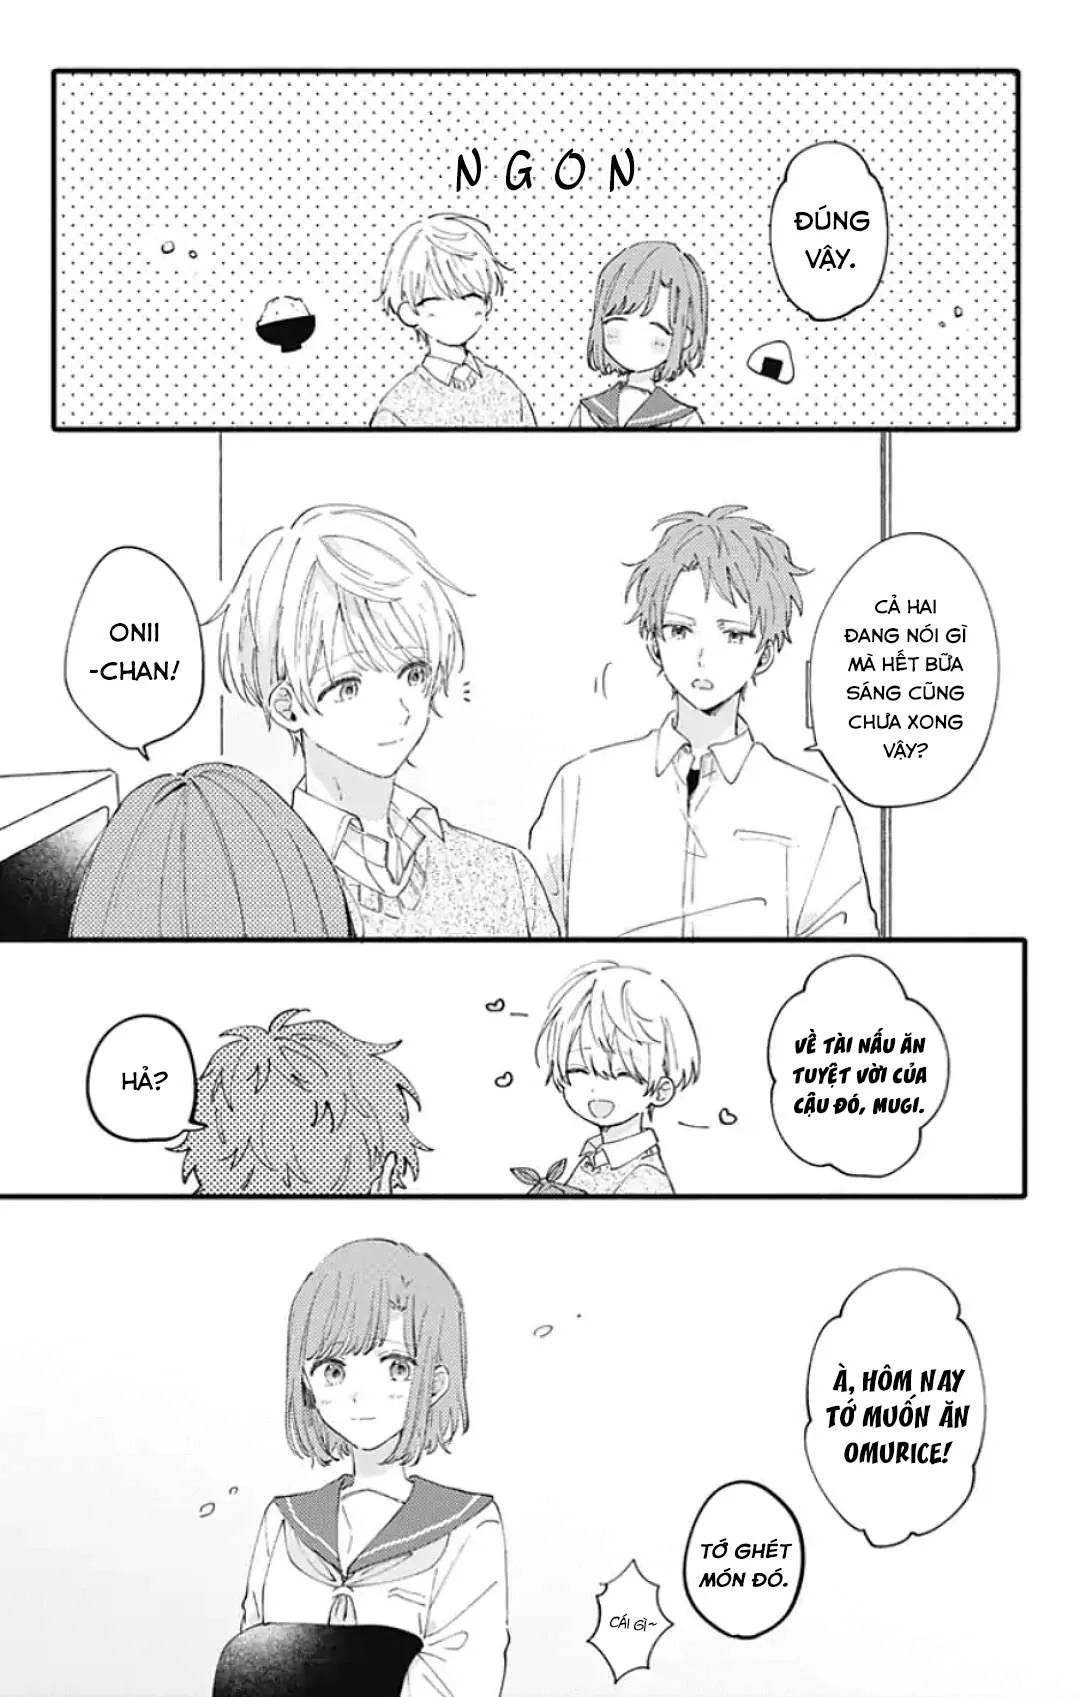 NGON
ĐÚNG
VẬY.
CẢ HAI
ĐANG NÓI GÌ
MÀ HẾT BỮA
SÁNG CŨNG
CHƯA XONG
VẬY?
ONII
-CHAN!
VỀ TÀI NẤU ĂN
TUYỆT VỜI CỦA
CẬU ĐÓ, MUGI.
HẢ?
À, HÔM NAY
TỚ MUỐN ĂN
OMURICE!
TỚ GHÉT
MÓN ĐÓ.
CÁI GÌ~